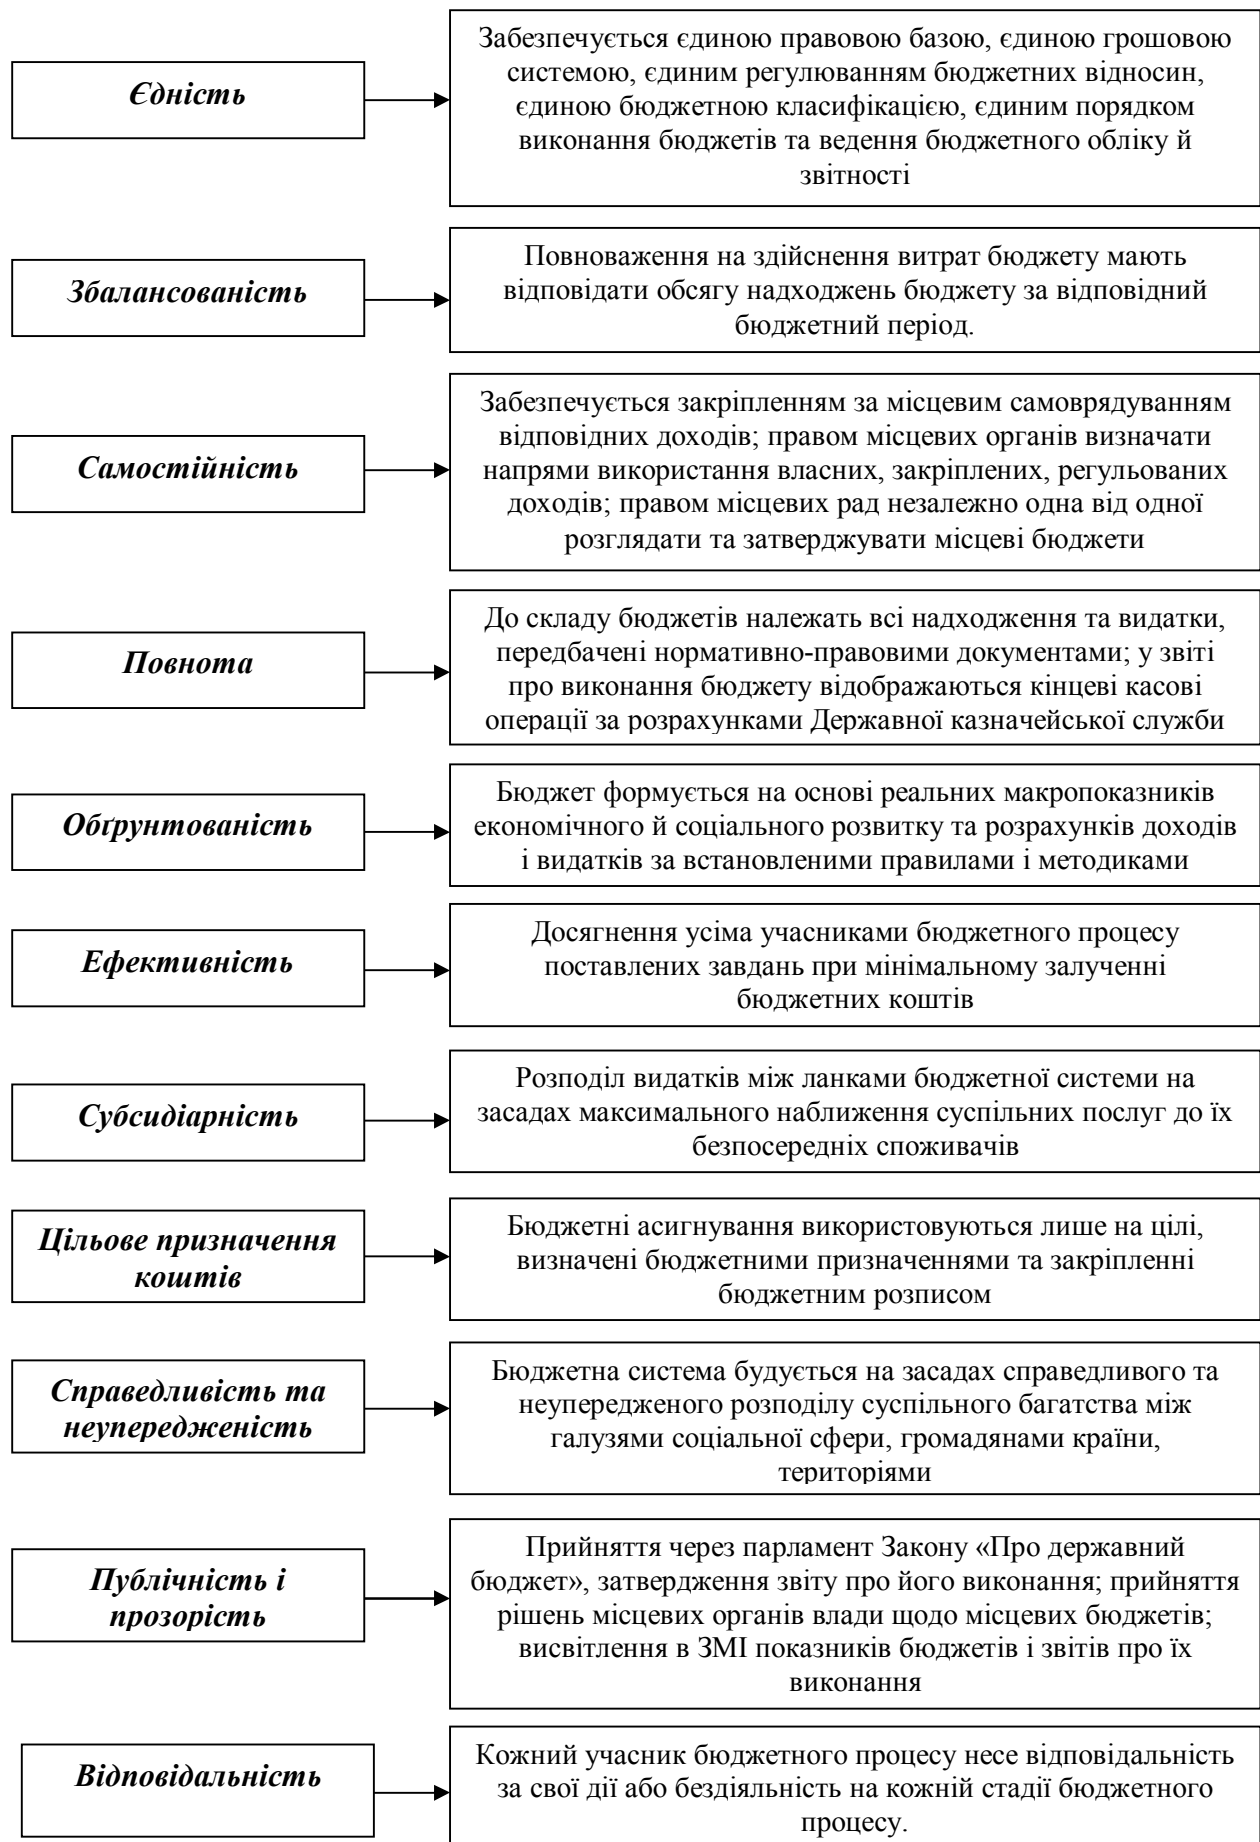 Єдність
Забезпечується єдиною правовою базою, єдиною грошовою
системою, єдиним регулюванням бюджетних відносин,
єдиною бюджетною класифікацією, єдиним порядком
виконання бюджетів та ведення бюджетного обліку й
звітності
Збалансованість
Повноваження на здійснення витрат бюджету мають
відповідати обсягу надходжень бюджету за відповідний
бюджетний період.
Самостійність
Забезпечується закріпленням за місцевим самоврядуванням
відповідних доходів; правом місцевих органів визначати
напрями використання власних, закріплених, регульованих
доходів; правом місцевих рад незалежно одна від одної
розглядати та затверджувати місцеві бюджети
Повнота
До складу бюджетів належать всі надходження та видатки,
передбачені нормативно-правовими документами; у звіті
про виконання бюджету відображаються кінцеві касові
операції за розрахунками Державної казначейської служби
Обґрунтованість
Бюджет формується на основі реальних макропоказників
економічного й соціального розвитку та розрахунків доходів
і видатків за встановленими правилами і методиками
Ефективність
Досягнення усіма учасниками бюджетного процесу
поставлених завдань при мінімальному залученні
бюджетних коштів
Субсидіарність
Розподіл видатків між ланками бюджетної системи на
засадах максимального наближення суспільних послуг до їх
безпосередніх споживачів
Цільове призначення
коштів
Бюджетні асигнування використовуються лише на цілі,
визначені бюджетними призначеннями та закріпленні
бюджетним розписом
Справедливість та
неупередженість
Бюджетна система будується на засадах справедливого та
неупередженого розподілу суспільного багатства між
галузями соціальної сфери, громадянами країни,
територіями
Публічність і
прозорість
Прийняття через парламент Закону «Про державний
бюджет», затвердження звіту про його виконання; прийняття
рішень місцевих органів влади щодо місцевих бюджетів;
висвітлення в ЗМІ показників бюджетів і звітів про їх
виконання
Відповідальність
Кожний учасник бюджетного процесу несе відповідальність
за свої дії або бездіяльність на кожній стадії бюджетного
процесу.